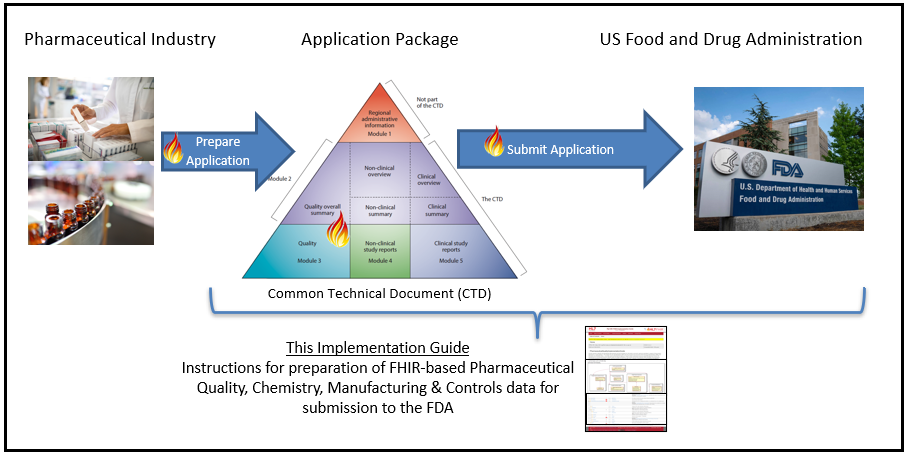 Pharmaceutical Industry
Application Package
US Food and Drug Administration
Prepare
Application
Submit Application
Regional
administrative
information
Module 1
Not part
of the CTD
Module 2
Non-clinical
overview
Clinical
overview
The CTD
Quality overall
summary
Non-clinical
summary
Clinical
summary
Quality
Module 3
Non-clinical
study reports
Module 4
Clinical study
reports
Module 5
FDA
U.S. Department of Health and Human Services
Food and Drug Administration
Common Technical Document (CTD)
This Implementation Guide
Instructions for preparation of FHIR-based Pharmaceutical
Quality, Chemistry, Manufacturing & Controls data for
submission to the FDA